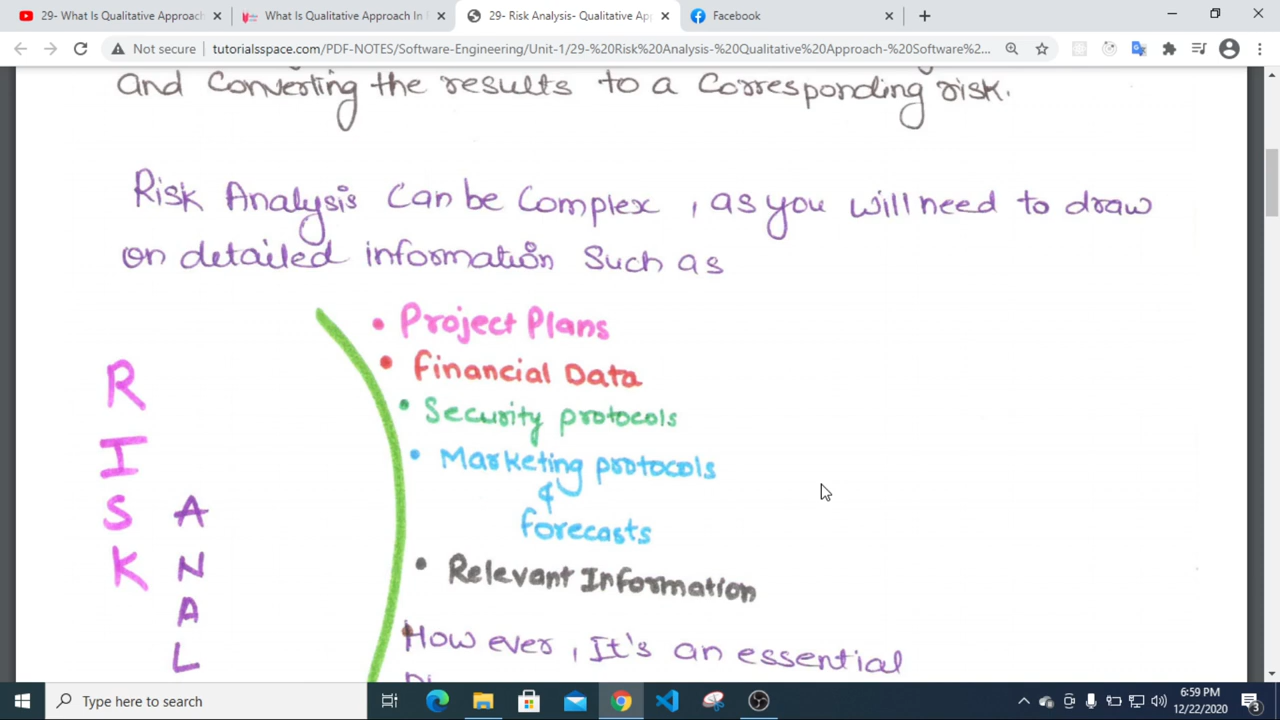 29- What Is Qualitative Approach
What Is Qualitative Approach In
29- Risk Analysis- Qualitative Ap
Facebook
Not secure
tutorialsspace.com/PDF-NOTES/Software-Engineering/Unit-1/29-%20Risk%20Analysis-%20Qualitative%20Approach-%20Software%2...
and Converting the results to a Corresponding risk.
Risk Analysis Can be Complex, as you will need to draw
on detailed information Such as
• Project Plans
• Financial Data
• Security protocols
• Marketing protocols
&
forecasts
• Relevant Information
However, It's an essential
R
I
S
K
A
N
A
L
Type here to search
6:59 PM
12/22/2020
3